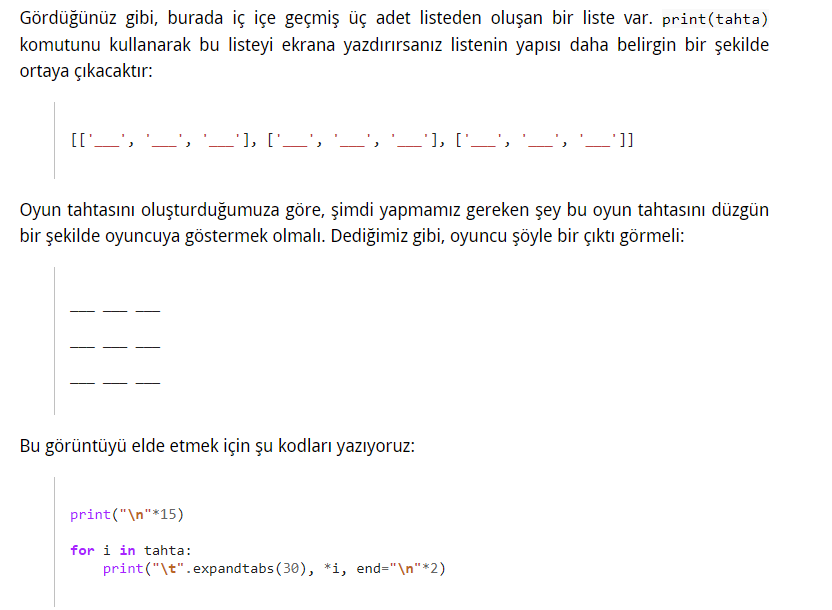 Gördüğünüz gibi, burada iç içe geçmiş üç adet listeden oluşan bir liste var. print(tahta)
komutunu kullanarak bu listeyi ekrana yazdırırsanız listenin yapısı daha belirgin bir şekilde
ortaya çıkacaktır:
[['___', '___', '___'], ['___', '___', '___'], ['___', '___', '___']]
Oyun tahtasını oluşturduğumuza göre, şimdi yapmamız gereken şey bu oyun tahtasını düzgün
bir şekilde oyuncuya göstermek olmalı. Dediğimiz gibi, oyuncu şöyle bir çıktı görmeli:
___ ___ ___
___ ___ ___
___ ___ ___
Bu görüntüyü elde etmek için şu kodları yazıyoruz:
print("\n"*15)
for i in tahta:
    print("\t".expandtabs(30), *i, end="\n"*2)